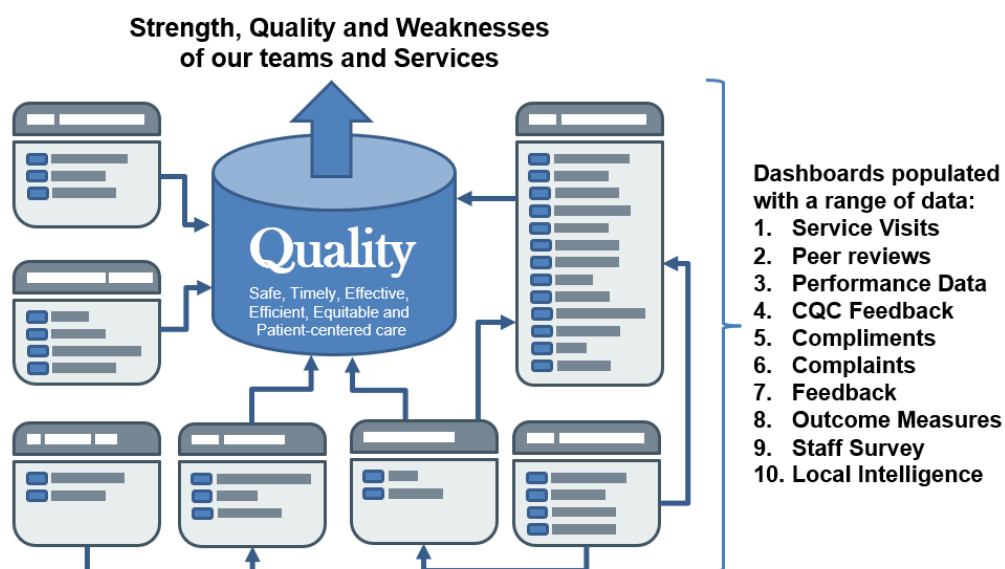 Strength, Quality and Weaknesses
of our teams and Services
Quality
Safe, Timely, Effective,
Efficient, Equitable and
Patient-centered care
Dashboards populated
with a range of data:
1. Service Visits
2. Peer reviews
3. Performance Data
4. CQC Feedback
5. Compliments
6. Complaints
7. Feedback
8. Outcome Measures
9. Staff Survey
10. Local Intelligence